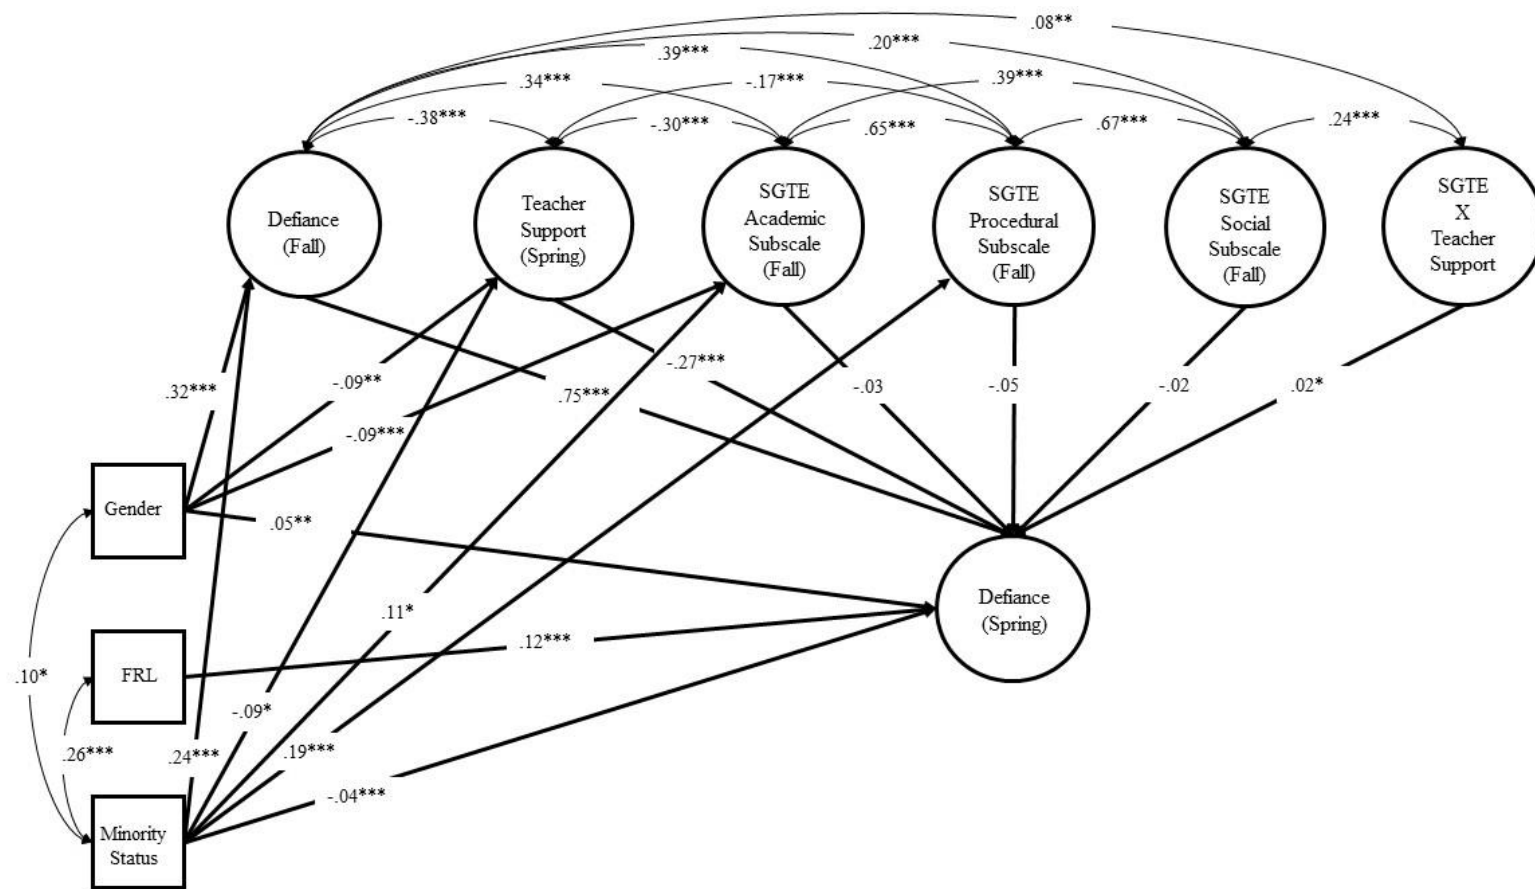 .08**
.39***
.20***
.34***
-.17***
.39***
-.38***
-.30***
.65***
.67***
.24***
Defiance
(Fall)
Teacher
Support
(Spring)
SGTE
Academic
Subscale
(Fall)
SGTE
Procedural
Subscale
(Fall)
SGTE
Social
Subscale
(Fall)
SGTE
X
Teacher
Support
.32***
-.09**
.75***
-.27***
-.03
-.05
-.02
.02*
-.09***
Gender
.05**
Defiance
(Spring)
.11*
.12***
FRL
.10*
-.09*
.26***
.24***
.19***
-.04***
Minority
Status